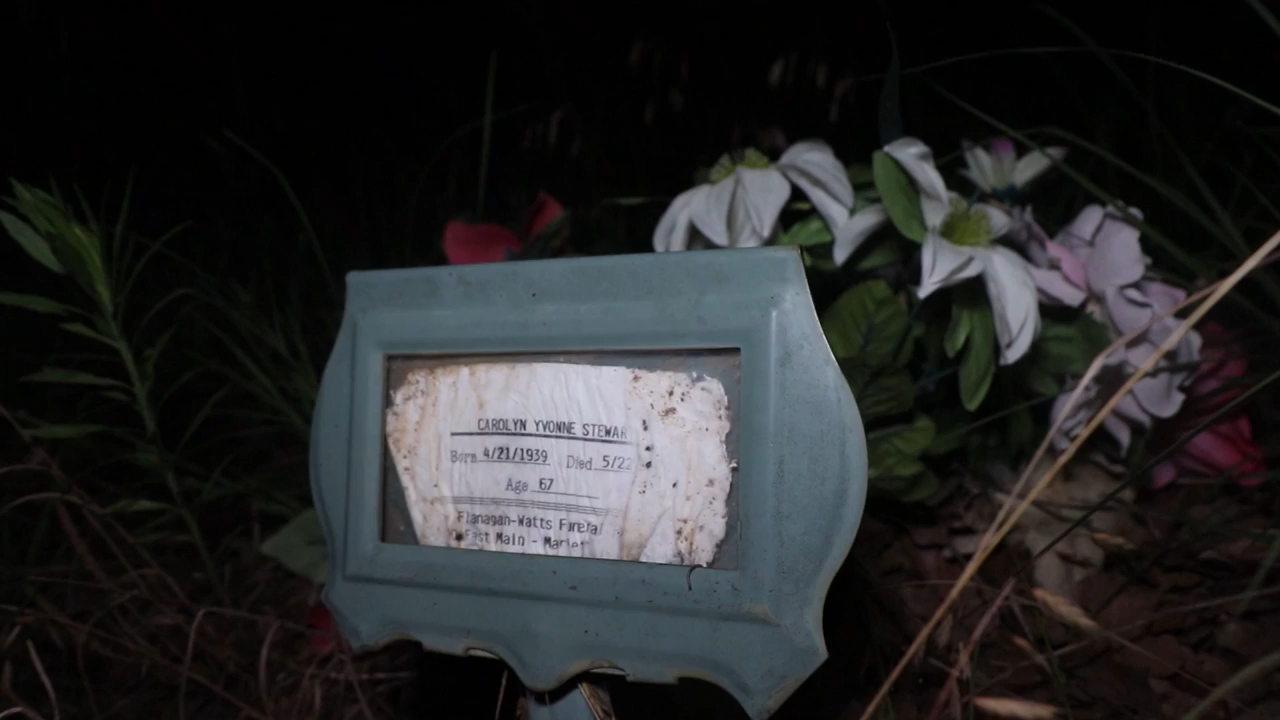 CAROLYN YVONNE STEWAR
Born 4/21/1939 Died 5/22
Age 67
Flanagan-Watts Funeral
East Main - Mariet